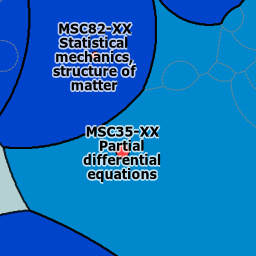 MSC82-XX
Statistical
mechanics,
structure of
matter
MSC35-XX
Partial
differential
equations